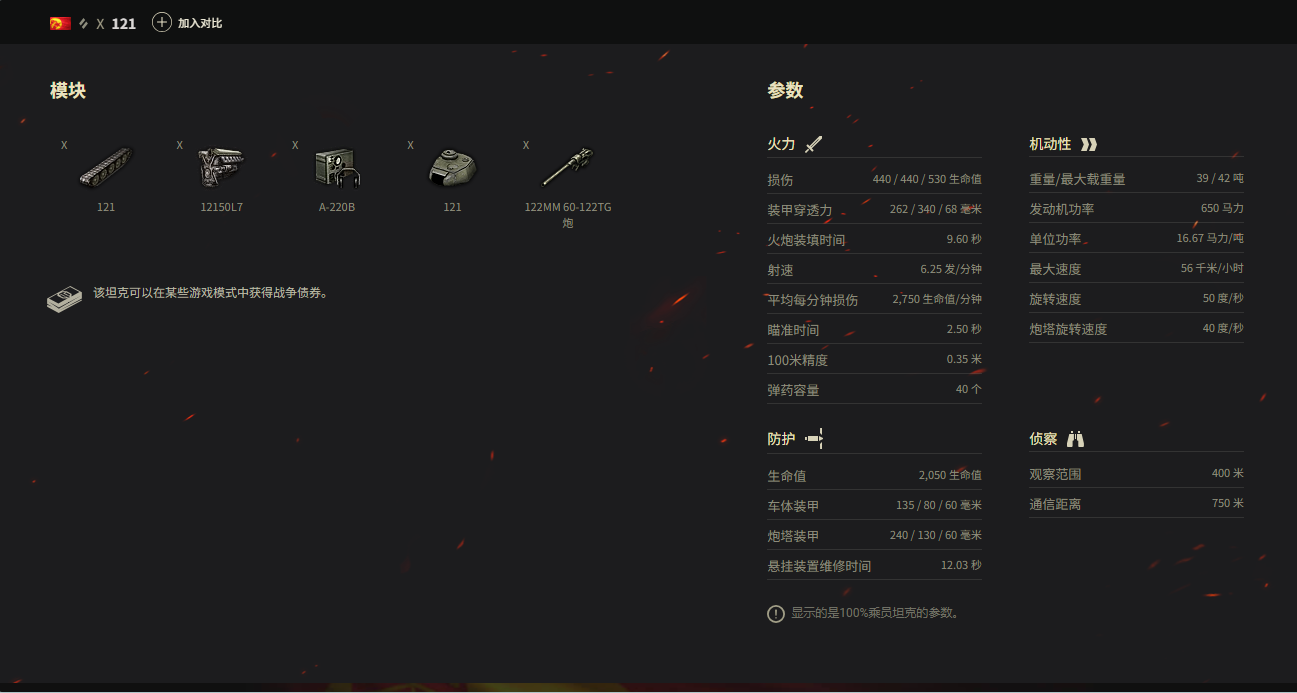 X 121 加入对比
模块
X X X X X
121 12150L7 A-220B 121 122MM 60-122TG
炮
该坦克可以在某些游戏模式中获得战争债券。
参数
火力
损伤 440 / 440 / 530 生命值
装甲穿透力 262 / 340 / 68 毫米
火炮装填时间 9.60 秒
射速 6.25 发/分钟
平均每分钟损伤 2,750 生命值/分钟
瞄准时间 2.50 秒
100米精度 0.35 米
弹药容量 40 个
机动性
重量/最大载重量 39 / 42 吨
发动机功率 650 马力
单位功率 16.67 马力/吨
最大速度 56 千米/小时
旋转速度 50 度/秒
炮塔旋转速度 40 度/秒
防护
生命值 2,050 生命值
车体装甲 135 / 80 / 60 毫米
炮塔装甲 240 / 130 / 60 毫米
悬挂装置维修时间 12.03 秒
侦察
观察范围 400 米
通信距离 750 米
显示的是100%乘员坦克的参数。